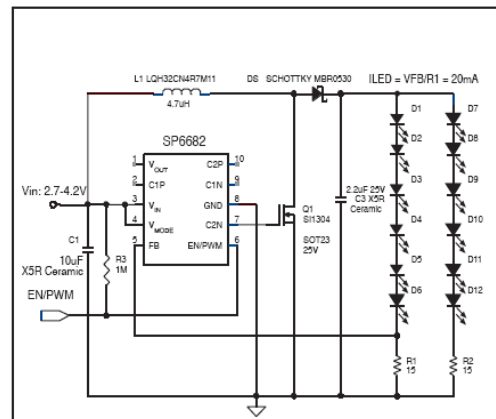 L1 LQH32CN4R7M11
DS SCHOTTKY MBR0530
ILED = VFB/R1 = 20mA
4.7uH
SP6682
1 VOUT
C2P 10
2 C1P
C1N 9
3 VIN
GND 8
4 VMODE
C2N 7
5 FB
EN/PWM 6
Vin: 2.7-4.2V
C1
10uF
X5R Ceramic
R3
1M
EN/PWM
Q1
SI1304
SOT23
25V
2.2uF 25V
C3 X5R
Ceramic
D1
D2
D3
D4
D5
D6
R1
15
D7
D8
D9
D10
D11
D12
R2
15